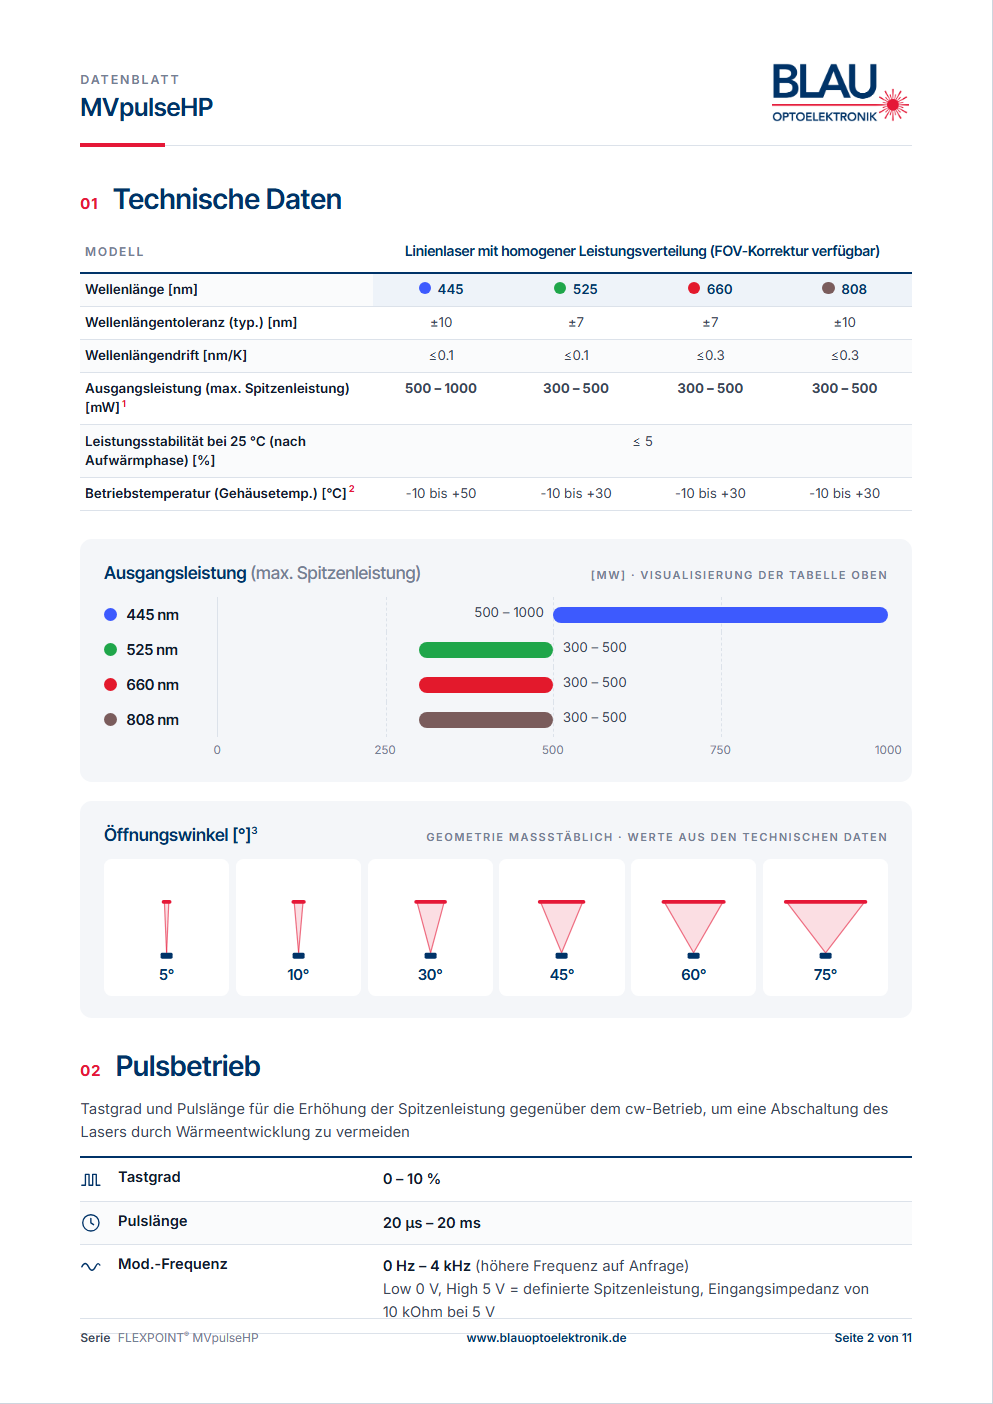 DATENBLATT
MVpulseHP
BLAU
OPTOELEKTRONIK
01 Technische Daten
MODELL Linienlaser mit homogener Leistungsverteilung (FOV-Korrektur verfügbar)
Wellenlänge [nm] 445 525 660 808
Wellenlängentoleranz (typ.) [nm] ±10 ±7 ±7 ±10
Wellenlängendrift [nm/K] ≤0.1 ≤0.1 ≤0.3 ≤0.3
Ausgangsleistung (max. Spitzenleistung) 500 – 1000 300 – 500 300 – 500 300 – 500
[mW] 1
Leistungsstabilität bei 25 °C (nach ≤ 5
Aufwärmphase) [%]
Betriebstemperatur (Gehäusetemp.) [°C] 2 -10 bis +50 -10 bis +30 -10 bis +30 -10 bis +30
Ausgangsleistung (max. Spitzenleistung) [MW] · VISUALISIERUNG DER TABELLE OBEN
445 nm 500 – 1000
525 nm 300 – 500
660 nm 300 – 500
808 nm 300 – 500
0 250 500 750 1000
Öffnungswinkel [°]3 GEOMETRIE MASSSTÄBLICH · WERTE AUS DEN TECHNISCHEN DATEN
5° 10° 30° 45° 60° 75°
02 Pulsbetrieb
Tastgrad und Pulslänge für die Erhöhung der Spitzenleistung gegenüber dem cw-Betrieb, um eine Abschaltung des
Lasers durch Wärmeentwicklung zu vermeiden
Tastgrad 0 – 10 %
Pulslänge 20 µs – 20 ms
Mod.-Frequenz 0 Hz – 4 kHz (höhere Frequenz auf Anfrage)
Low 0 V, High 5 V = definierte Spitzenleistung, Eingangsimpedanz von
10 kOhm bei 5 V
Serie FLEXPOINT® MVpulseHP www.blauoptoelektronik.de Seite 2 von 11